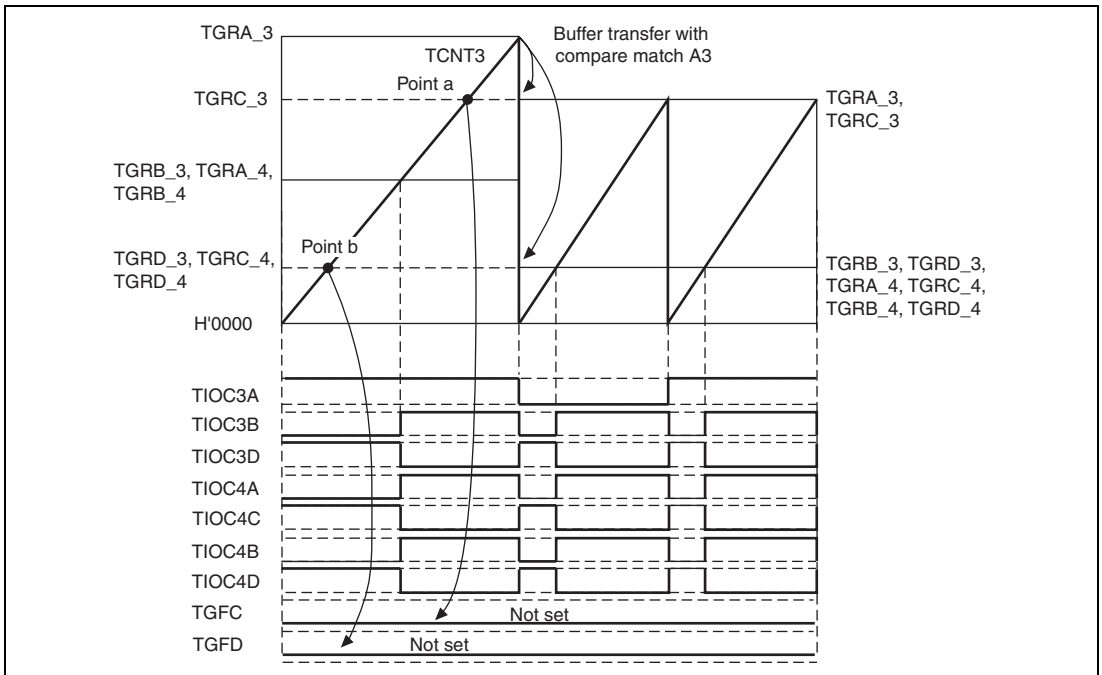 TGRA_3
TCNT3
Buffer transfer with
compare match A3
Point a
TGRC_3
TGRA_3,
TGRC_3
TGRB_3, TGRA_4,
TGRB_4
Point b
TGRD_3, TGRC_4,
TGRD_4
TGRB_3, TGRD_3,
TGRA_4, TGRC_4,
TGRB_4, TGRD_4
H'0000
TIOC3A
TIOC3B
TIOC3D
TIOC4A
TIOC4C
TIOC4B
TIOC4D
TGFC
Not set
TGFD
Not set